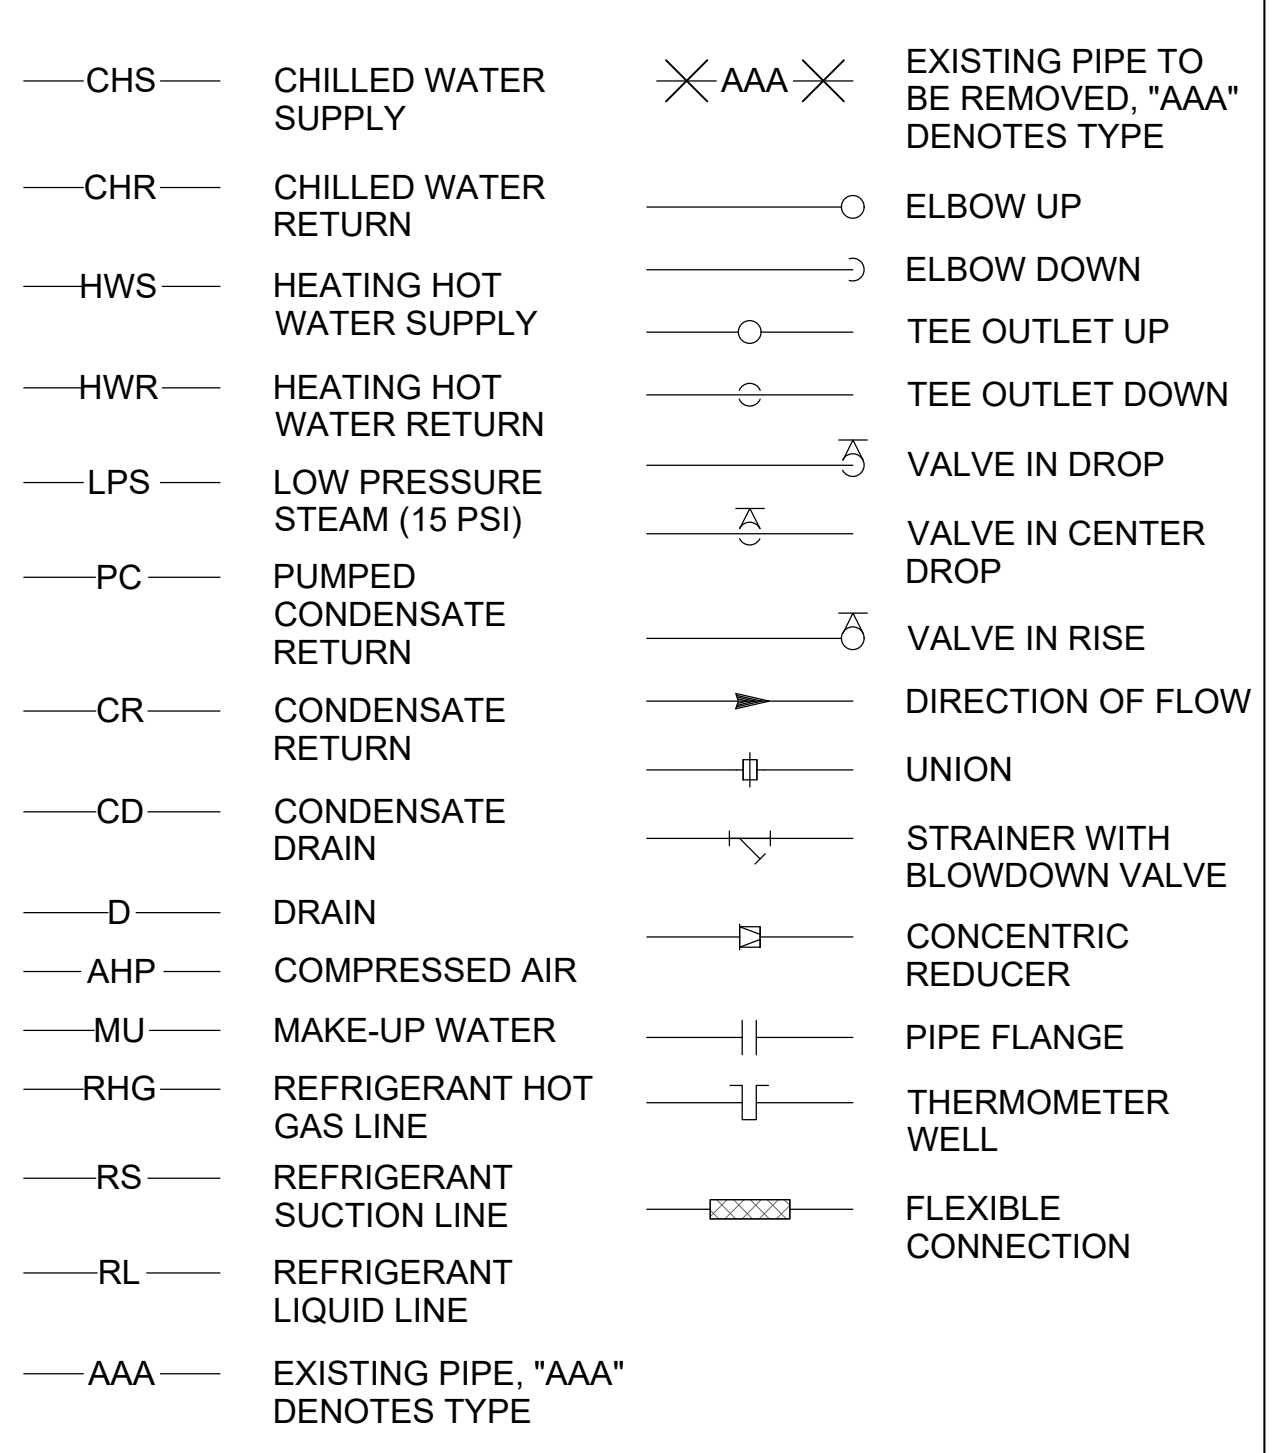 CHS
CHILLED WATER
SUPPLY
CHR
CHILLED WATER
RETURN
HWS
HEATING HOT
WATER SUPPLY
HWR
HEATING HOT
WATER RETURN
LPS
LOW PRESSURE
STEAM (15 PSI)
PC
PUMPED
CONDENSATE
RETURN
CR
CONDENSATE
RETURN
CD
CONDENSATE
DRAIN
D
DRAIN
AHP
COMPRESSED AIR
MU
MAKE-UP WATER
RHG
REFRIGERANT HOT
GAS LINE
RS
REFRIGERANT
SUCTION LINE
RL
REFRIGERANT
LIQUID LINE
AAA
EXISTING PIPE, "AAA"
DENOTES TYPE
AAA
EXISTING PIPE TO
BE REMOVED, "AAA"
DENOTES TYPE
ELBOW UP
ELBOW DOWN
TEE OUTLET UP
TEE OUTLET DOWN
VALVE IN DROP
VALVE IN CENTER
DROP
VALVE IN RISE
DIRECTION OF FLOW
UNION
STRAINER WITH
BLOWDOWN VALVE
CONCENTRIC
REDUCER
PIPE FLANGE
THERMOMETER
WELL
FLEXIBLE
CONNECTION